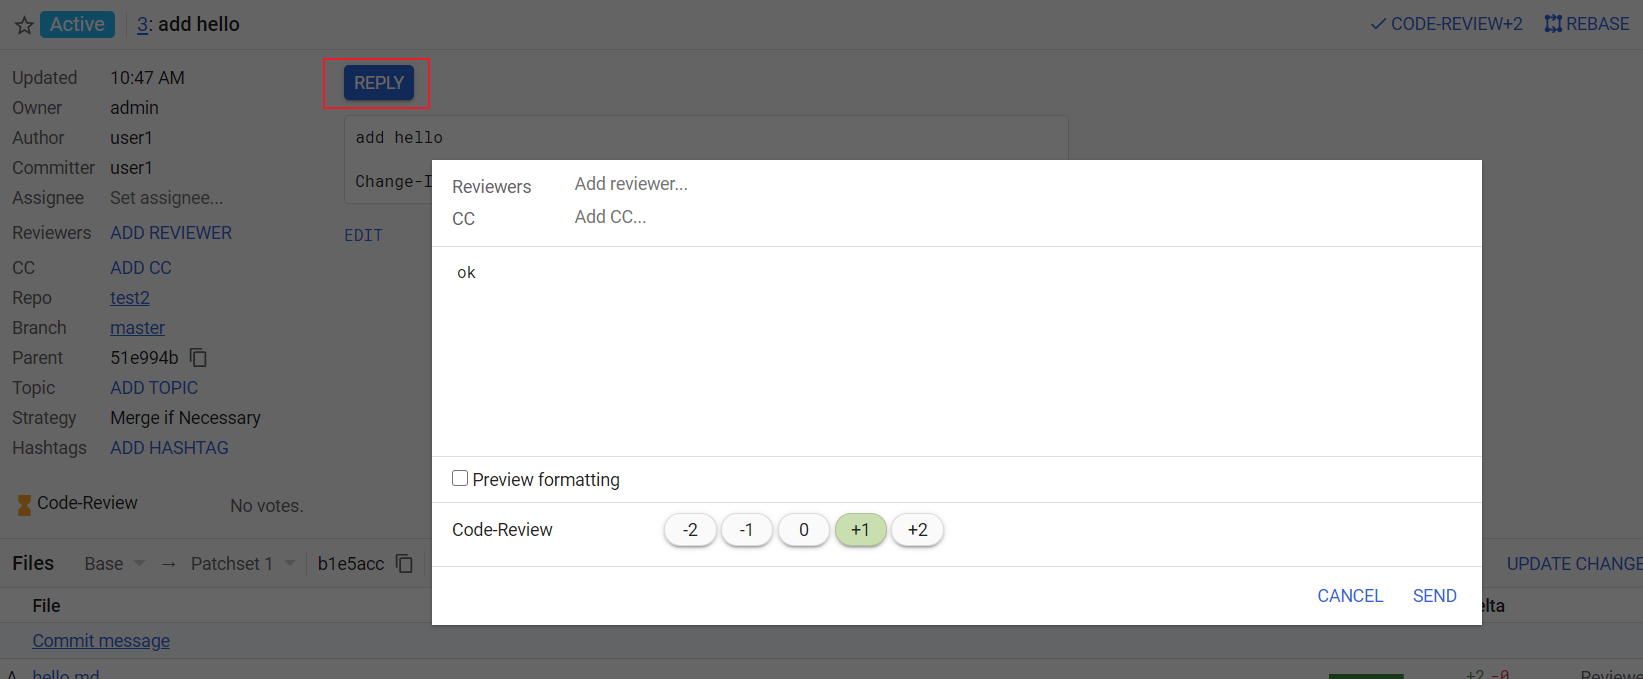 Active 3: add hello CODE-REVIEW+2 REBASE
Updated 10:47 AM
REPLY
Owner admin
Author user1
add hello
Committer user1
Change-I
Assignee Set assignee...
Reviewers ADD REVIEWER
EDIT
CC ADD CC
Repo test2
Branch master
Parent 51e994b
Topic ADD TOPIC
Strategy Merge if Necessary
Hashtags ADD HASHTAG
Code-Review No votes.
Reviewers Add reviewer...
CC Add CC...
ok
Preview formatting
Code-Review -2 -1 0 +1 +2
CANCEL SEND
Files Base → Patchset 1 b1e5acc UPDATE CHANGE
File elta
Commit message
A hello.md +2 -0 Reviewe